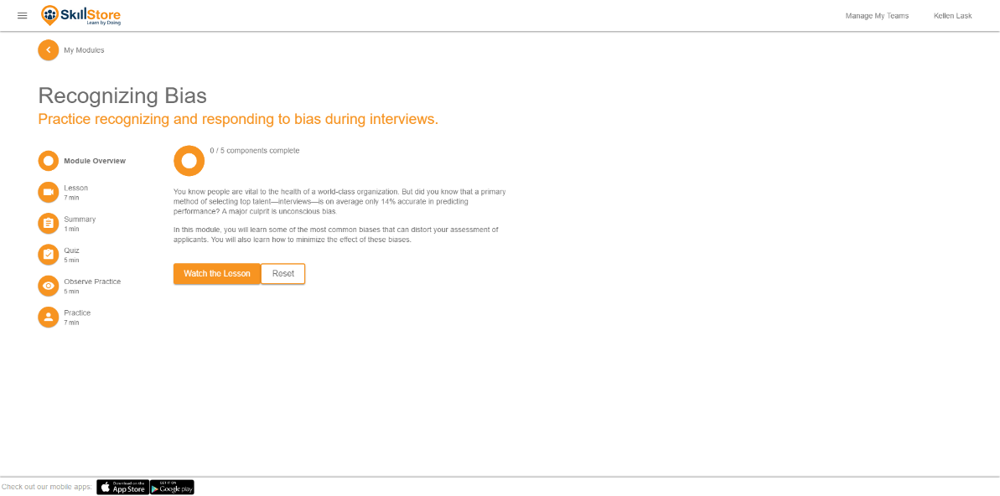 SkillStore
Learn by Doing
Manage My Teams
Kellen Lask
My Modules
Recognizing Bias
Practice recognizing and responding to bias during interviews.
Module Overview
Lesson
7 min
Summary
1 min
Quiz
5 min
Observe Practice
5 min
Practice
7 min
0 / 5 components complete
You know people are vital to the health of a world-class organization. But did you know that a primary
method of selecting top talent—interviews—is on average only 14% accurate in predicting
performance? A major culprit is unconscious bias.
In this module, you will learn some of the most common biases that can distort your assessment of
applicants. You will also learn how to minimize the effect of these biases.
Watch the Lesson
Reset
Check out our mobile apps:
Download on the
App Store
GET IT ON
Google play